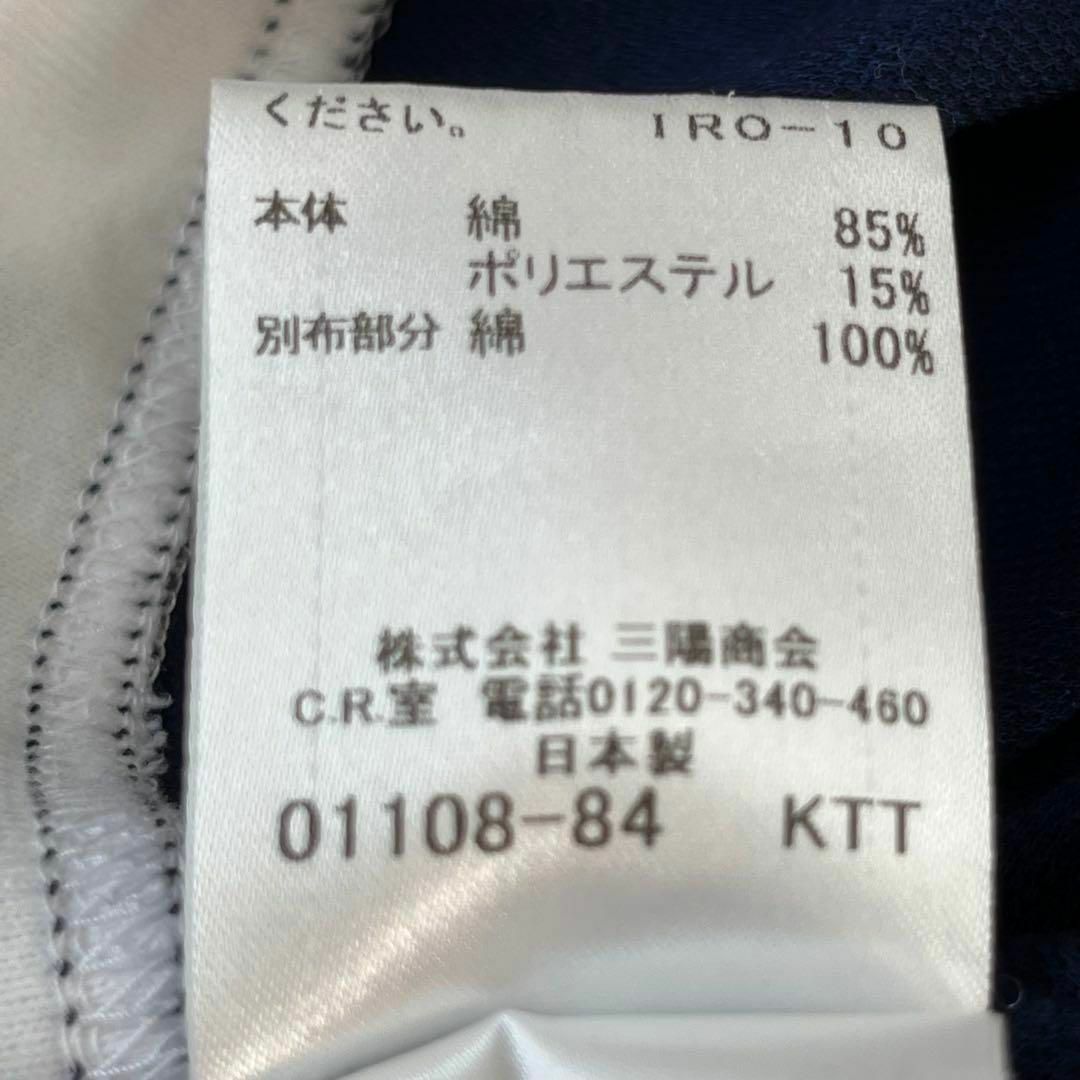 ください。 IRO-10
本体 綿 85%
ポリエステル 15%
別布部分 綿 100%
株式会社 三陽商会
C.R.室 電話0120-340-460
日本製
01108-84 KTT